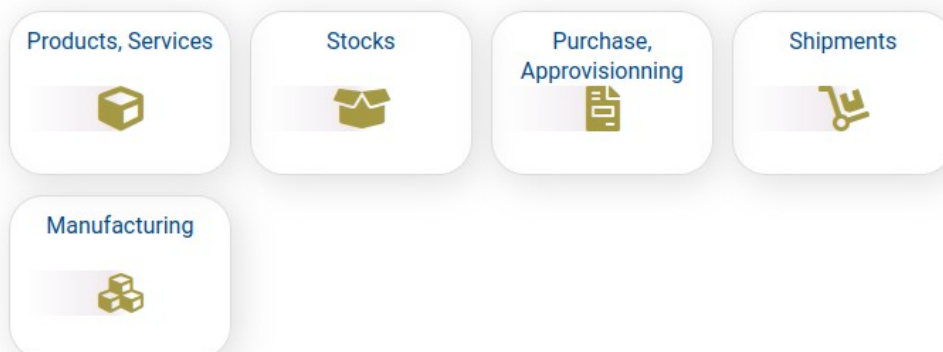 Products, Services
Stocks
Purchase,
Approvisionning
Shipments
Manufacturing